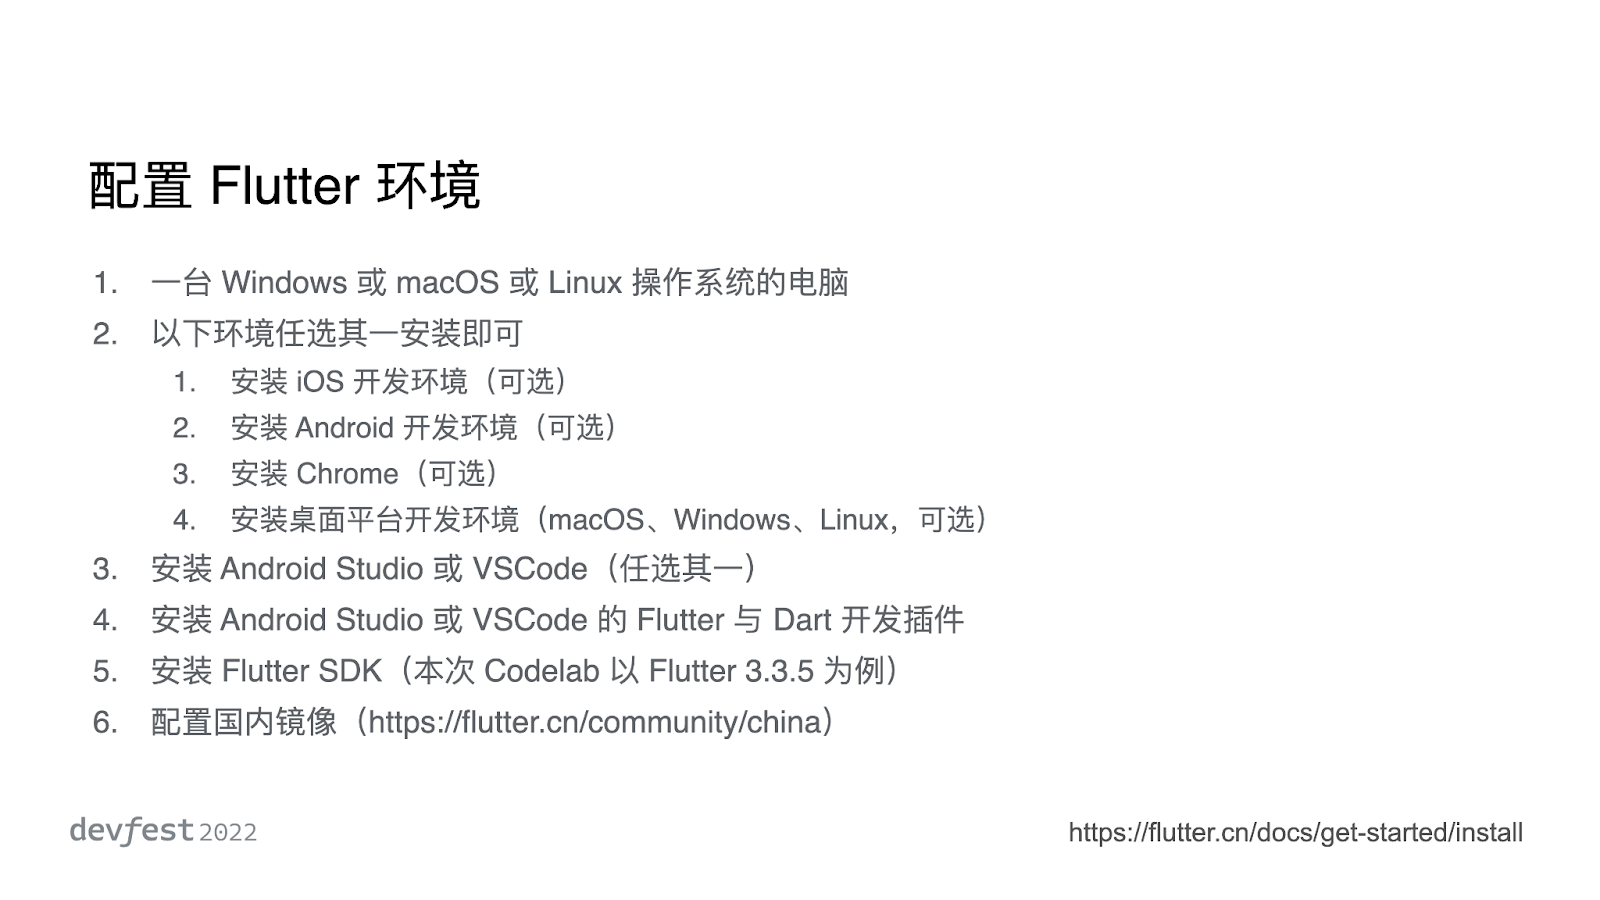 配置 Flutter 环境
1. 一台 Windows 或 macOS 或 Linux 操作系统的电脑
2. 以下环境任选其一安装即可
1. 安装 iOS 开发环境（可选）
2. 安装 Android 开发环境（可选）
3. 安装 Chrome（可选）
4. 安装桌面平台开发环境（macOS、Windows、Linux，可选）
3. 安装 Android Studio 或 VSCode（任选其一）
4. 安装 Android Studio 或 VSCode 的 Flutter 与 Dart 开发插件
5. 安装 Flutter SDK（本次 Codelab 以 Flutter 3.3.5 为例）
6. 配置国内镜像（https://flutter.cn/community/china）
devfest 2022
https://flutter.cn/docs/get-started/install